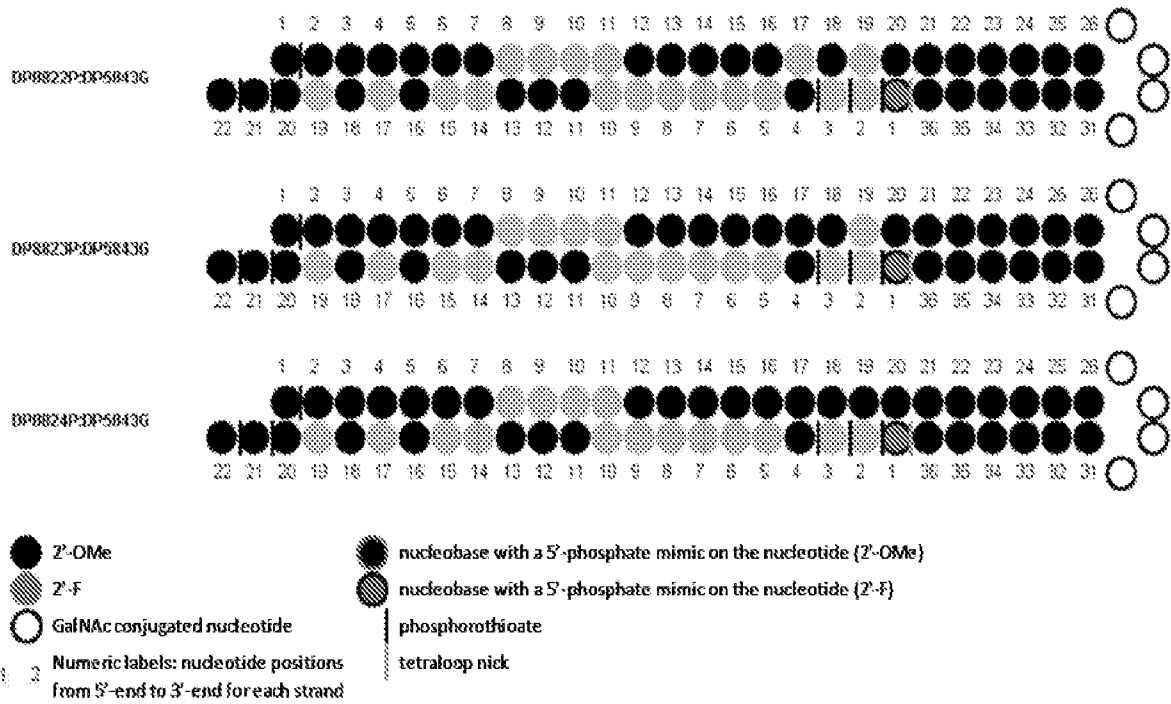 1 2 3 4 5 6 7 8 9 10 11 12 13 14 15 16 17 18 19 20 21 22 23 24 25 26
DP8822P:DP5843G
22 21 20 19 18 17 16 15 14 13 12 11 10 9 8 7 6 5 4 3 2 1 36 35 34 33 32 31
1 2 3 4 5 6 7 8 9 10 11 12 13 14 15 16 17 18 19 20 21 22 23 24 25 26
DP8823P:DP5843G
22 21 20 19 18 17 16 15 14 13 12 11 10 9 8 7 6 5 4 3 2 1 36 35 34 33 32 31
1 2 3 4 5 6 7 8 9 10 11 12 13 14 15 16 17 18 19 20 21 22 23 24 25 26
DP8824P:DP5843G
22 21 20 19 18 17 16 15 14 13 12 11 10 9 8 7 6 5 4 3 2 1 36 35 34 33 32 31
2'-OMe
2'-F
GalNAc conjugated nucleotide
1 2 Numeric labels: nucleotide positions
from 5'-end to 3'-end for each strand
nucleobase with a 5'-phosphate mimic on the nucleotide (2'-OMe)
nucleobase with a 5'-phosphate mimic on the nucleotide (2'-F)
phosphorothioate
tetraloop nick